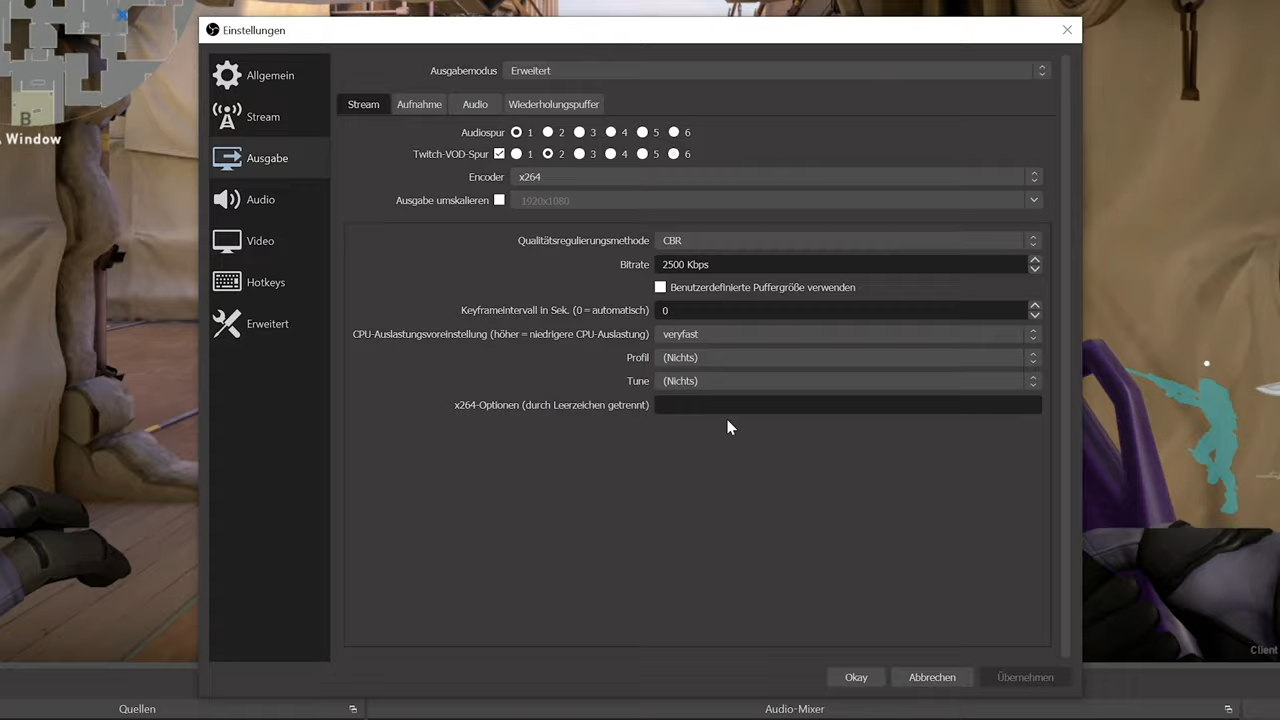 Einstellungen
B
Window
Allgemein
Stream
Ausgabe
Audio
Video
Hotkeys
Erweitert
Ausgabemodus Erweitert
Stream Aufnahme Audio Wiederholungspuffer
Audiospur 1 2 3 4 5 6
Twitch-VOD-Spur 1 2 3 4 5 6
Encoder x264
Ausgabe umskalieren 1920x1080
Qualitätsregulierungsmethode CBR
Bitrate 2500 Kbps
Benutzerdefinierte Puffergröße verwenden
Keyframeintervall in Sek. (0 = automatisch) 0
CPU-Auslastungsvoreinstellung (höher = niedrigere CPU-Auslastung) veryfast
Profil (Nichts)
Tune (Nichts)
x264-Optionen (durch Leerzeichen getrennt)
Client
Okay Abbrechen Übernehmen
Quellen Audio-Mixer